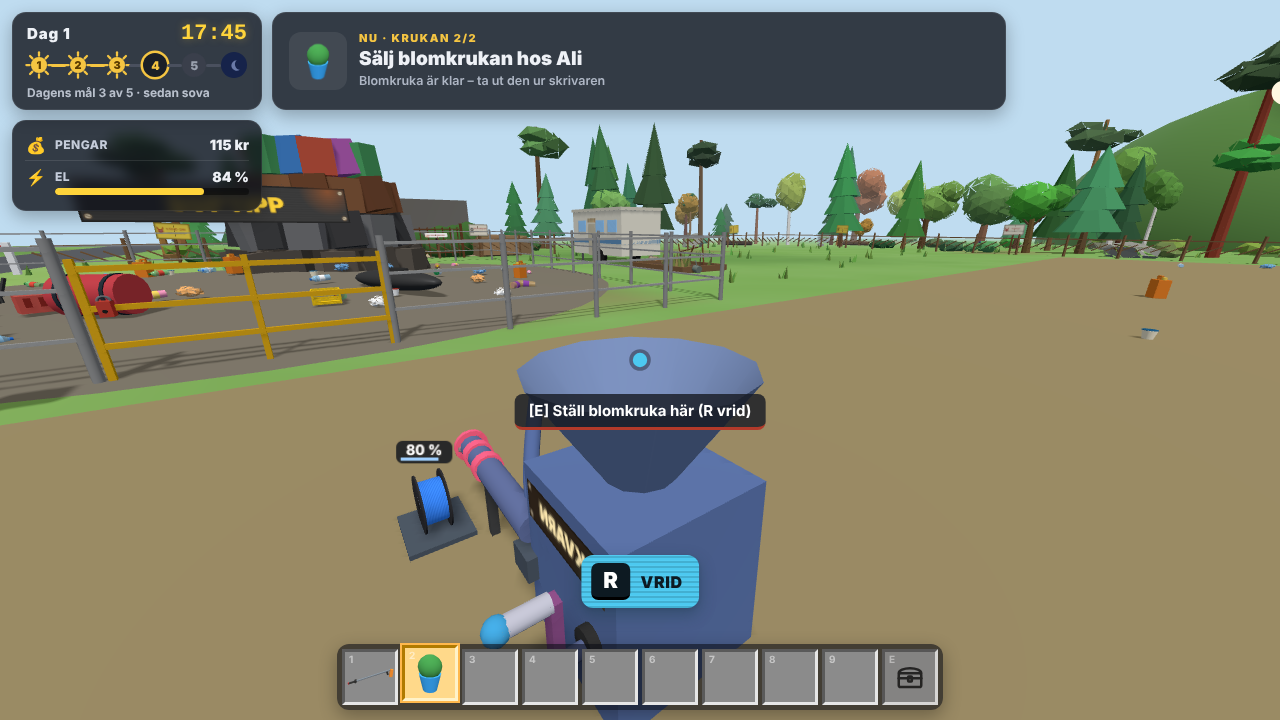 Dag 1
17:45
1 2 3 4 5
Dagens mål 3 av 5 · sedan sova
NU · KRUKAN 2/2
Sälj blomkrukan hos Ali
Blomkruka är klar – ta ut den ur skrivaren
PENGAR 115 kr
EL 84 %
[E] Ställ blomkruka här (R vrid)
80 %
R VRID
1 2 3 4 5 6 7 8 9 E